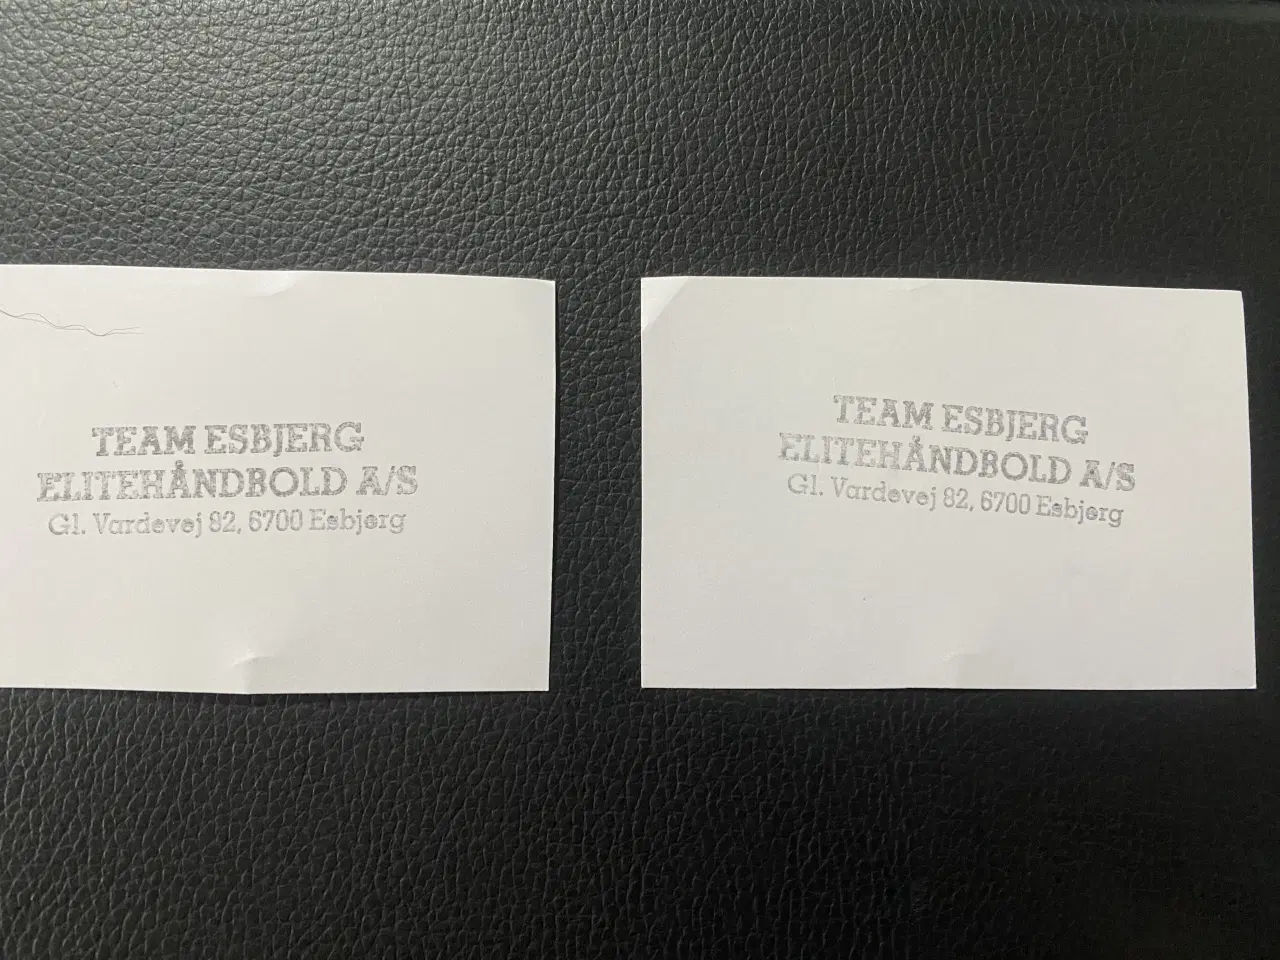 TEAM ESBJERG
ELITEHÅNDBOLD A/S
Gl. Vardevej 82, 6700 Esbjerg
TEAM ESBJERG
ELITEHÅNDBOLD A/S
Gl. Vardevej 82, 6700 Esbjerg